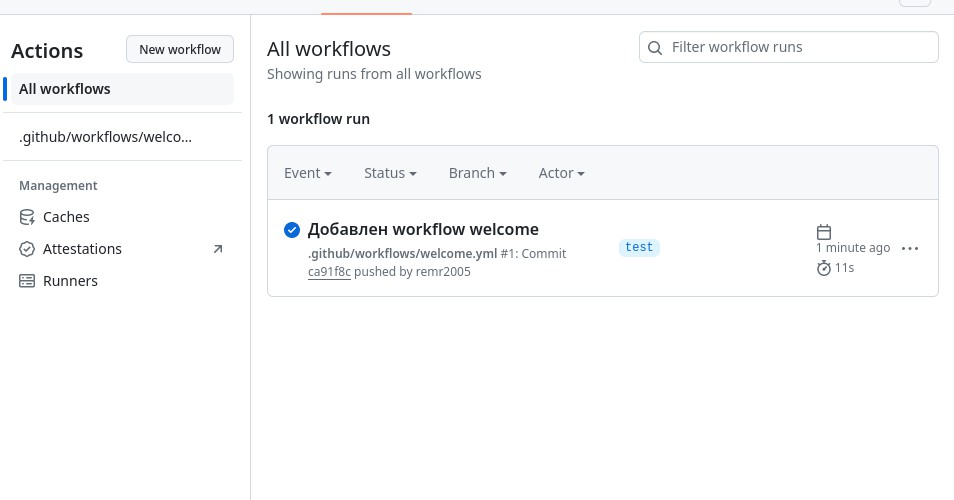 Actions
New workflow
All workflows
.github/workflows/welco...
Management
Caches
Attestations
Runners
All workflows
Showing runs from all workflows
Filter workflow runs
1 workflow run
Event
Status
Branch
Actor
Добавлен workflow welcome
.github/workflows/welcome.yml #1: Commit
ca91f8c pushed by remr2005
test
1 minute ago
11s